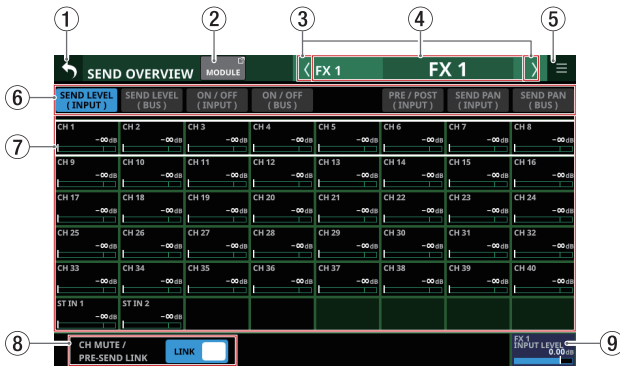 1 2 3 4 5
SEND OVERVIEW MODULE FX 1 FX 1
6
SEND LEVEL (INPUT) SEND LEVEL (BUS) ON / OFF (INPUT) ON / OFF (BUS) PRE / POST (INPUT) SEND PAN (INPUT) SEND PAN (BUS)
7
CH 1 CH 2 CH 3 CH 4 CH 5 CH 6 CH 7 CH 8
-∞dB -∞dB -∞dB -∞dB -∞dB -∞dB -∞dB -∞dB
CH 9 CH 10 CH 11 CH 12 CH 13 CH 14 CH 15 CH 16
-∞dB -∞dB -∞dB -∞dB -∞dB -∞dB -∞dB -∞dB
CH 17 CH 18 CH 19 CH 20 CH 21 CH 22 CH 23 CH 24
-∞dB -∞dB -∞dB -∞dB -∞dB -∞dB -∞dB -∞dB
CH 25 CH 26 CH 27 CH 28 CH 29 CH 30 CH 31 CH 32
-∞dB -∞dB -∞dB -∞dB -∞dB -∞dB -∞dB -∞dB
CH 33 CH 34 CH 35 CH 36 CH 37 CH 38 CH 39 CH 40
-∞dB -∞dB -∞dB -∞dB -∞dB -∞dB -∞dB -∞dB
ST IN 1 ST IN 2
-∞dB -∞dB
8 9
CH MUTE /
PRE-SEND LINK
LINK
FX 1
INPUT LEVEL
0.00dB